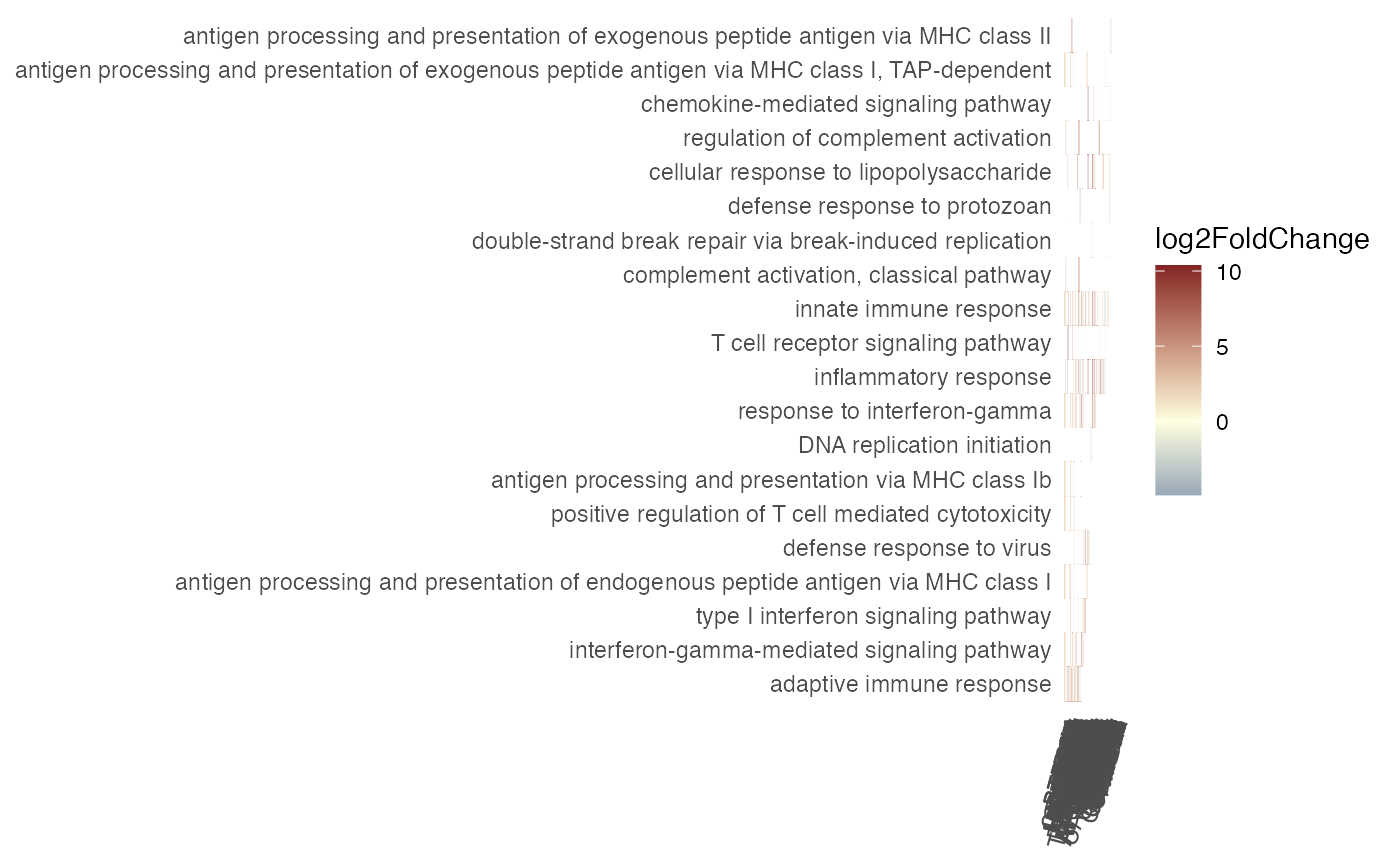 antigen processing and presentation of exogenous peptide antigen via MHC class II
antigen processing and presentation of exogenous peptide antigen via MHC class I, TAP-dependent
chemokine-mediated signaling pathway
regulation of complement activation
cellular response to lipopolysaccharide
defense response to protozoan
double-strand break repair via break-induced replication
complement activation, classical pathway
innate immune response
T cell receptor signaling pathway
inflammatory response
response to interferon-gamma
DNA replication initiation
antigen processing and presentation via MHC class Ib
positive regulation of T cell mediated cytotoxicity
defense response to virus
antigen processing and presentation of endogenous peptide antigen via MHC class I
type I interferon signaling pathway
interferon-gamma-mediated signaling pathway
adaptive immune response
log2FoldChange
10
5
0